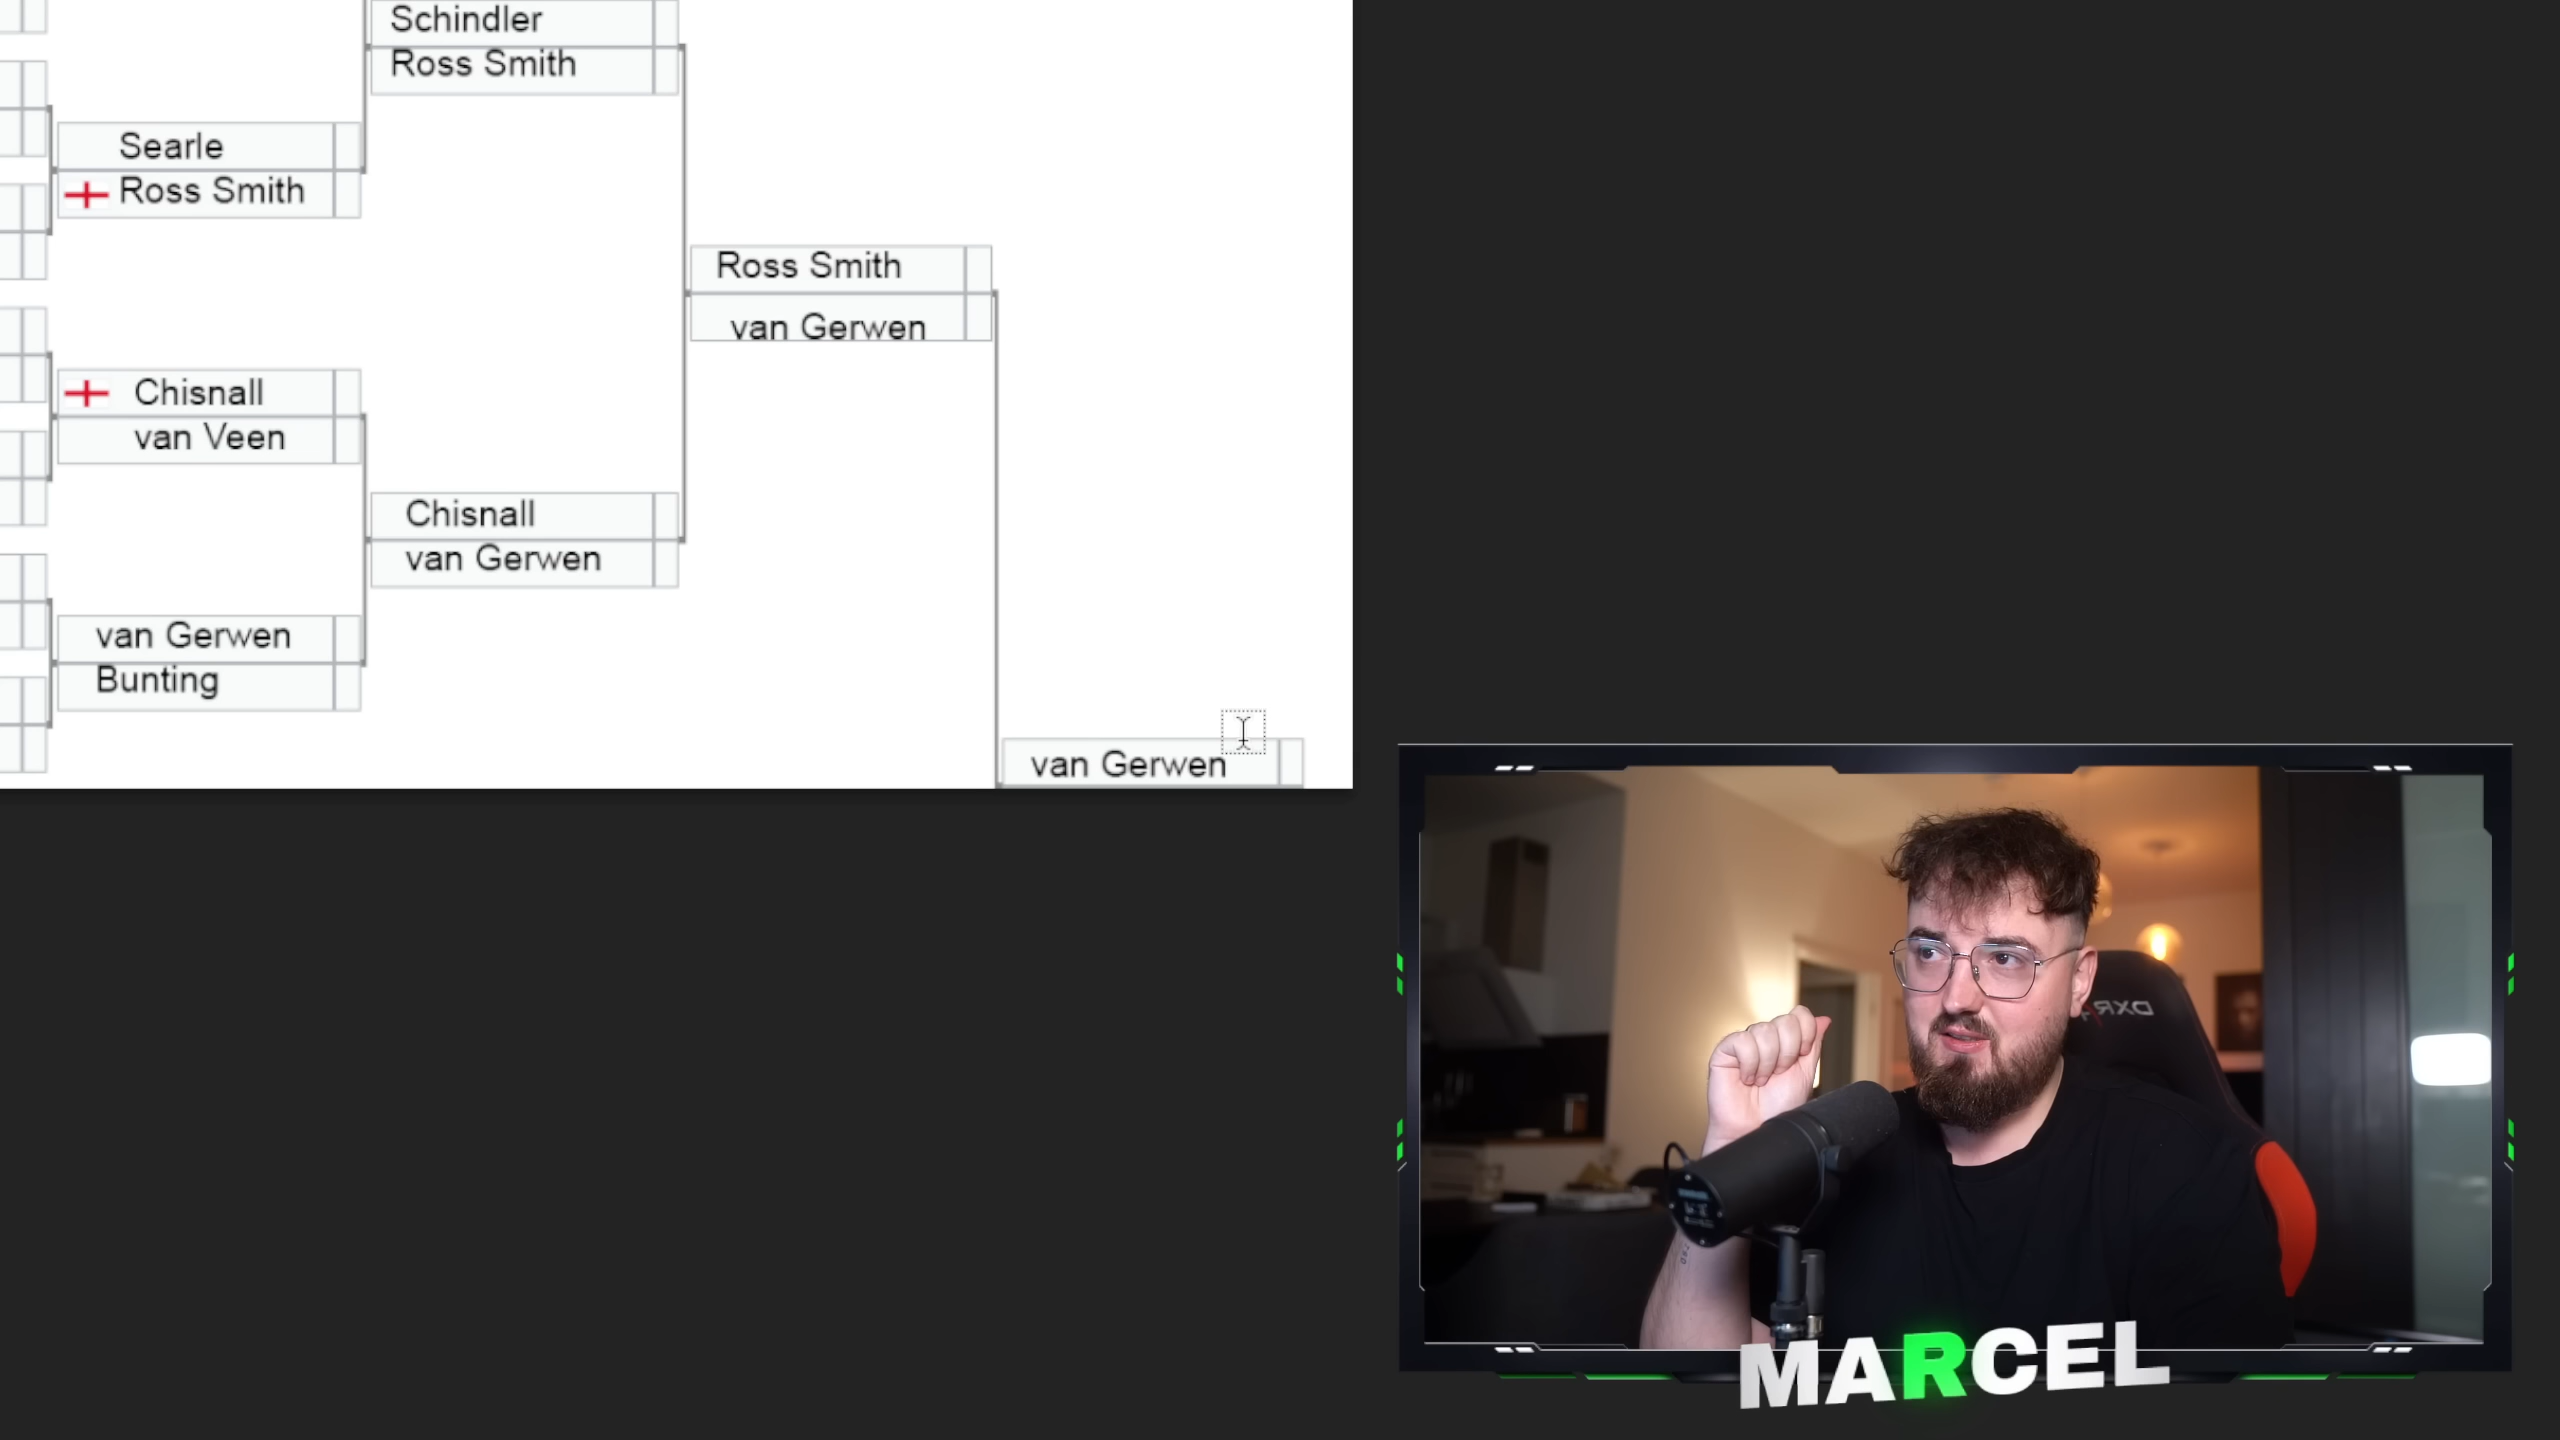 Schindler
Ross Smith
Searle
Ross Smith
Ross Smith
van Gerwen
Chisnall
van Veen
Chisnall
van Gerwen
van Gerwen
Bunting
van Gerwen
MARCEL